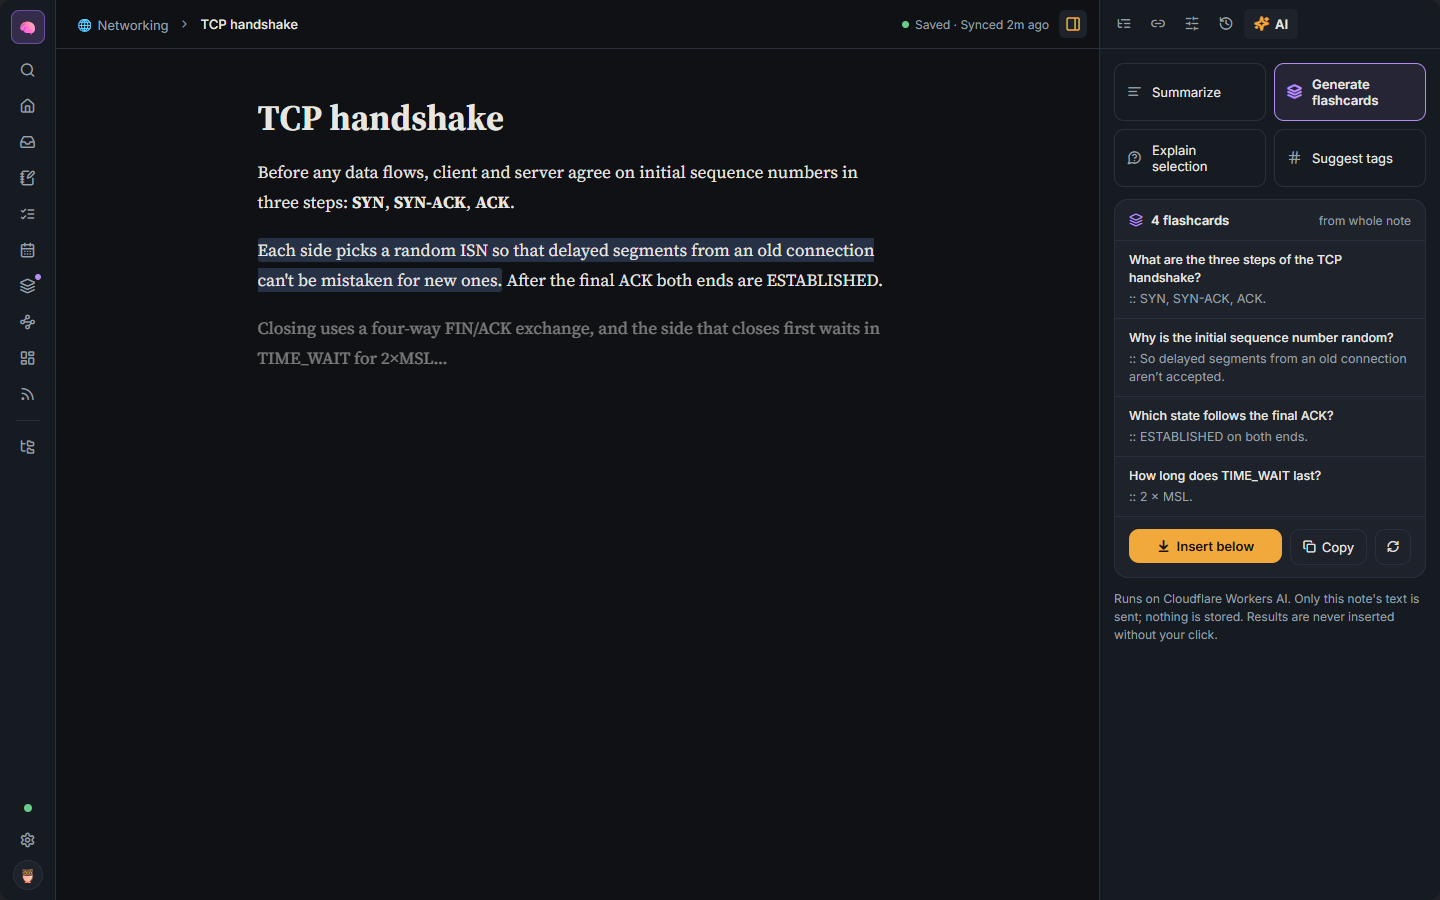 Networking
TCP handshake
Saved · Synced 2m ago
AI
TCP handshake
Before any data flows, client and server agree on initial sequence numbers in
three steps: SYN, SYN-ACK, ACK.
Each side picks a random ISN so that delayed segments from an old connection
can't be mistaken for new ones. After the final ACK both ends are ESTABLISHED.
Closing uses a four-way FIN/ACK exchange, and the side that closes first waits in
TIME_WAIT for 2×MSL...
Summarize
Generate
flashcards
Explain
selection
Suggest tags
4 flashcards
from whole note
What are the three steps of the TCP
handshake?
:: SYN, SYN-ACK, ACK.
Why is the initial sequence number random?
:: So delayed segments from an old connection
aren’t accepted.
Which state follows the final ACK?
:: ESTABLISHED on both ends.
How long does TIME_WAIT last?
:: 2 × MSL.
Insert below
Copy
Runs on Cloudflare Workers AI. Only this note's text is
sent; nothing is stored. Results are never inserted
without your click.